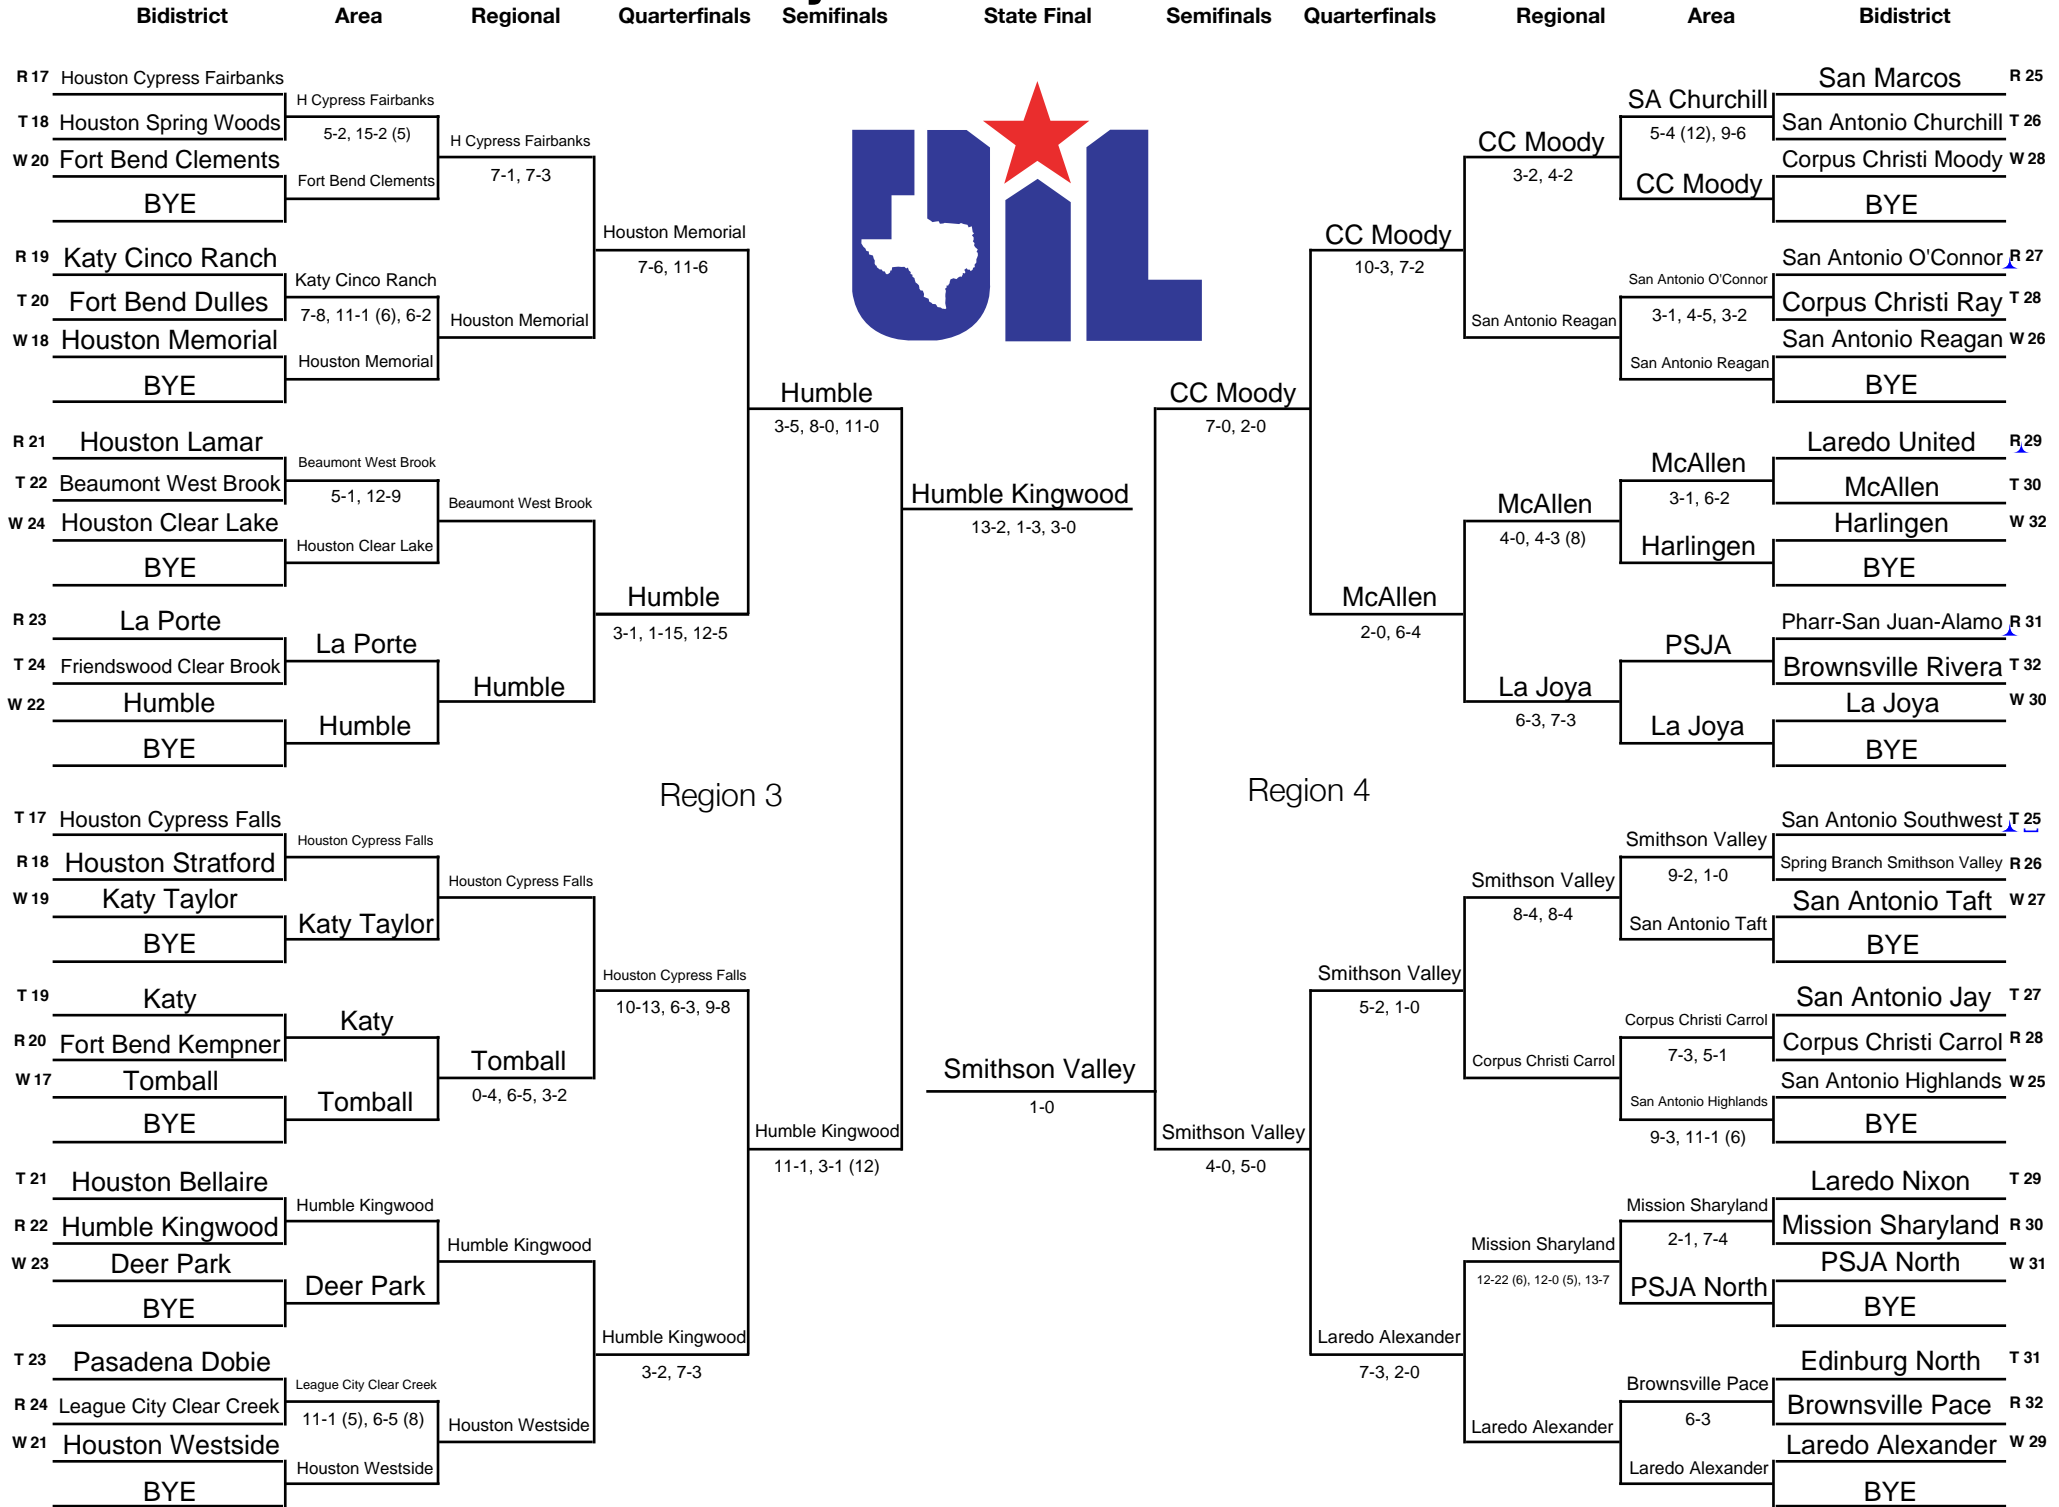 Bidistrict Area Regional Quarterfinals Semifinals State Final Semifinals Quarterfinals Regional Area Bidistrict
R 17 Houston Cypress Fairbanks
H Cypress Fairbanks
T 18 Houston Spring Woods
5-2, 15-2 (5)
H Cypress Fairbanks
W 20 Fort Bend Clements
7-1, 7-3
Fort Bend Clements
BYE
Houston Memorial
7-6, 11-6
R 19 Katy Cinco Ranch
Katy Cinco Ranch
T 20 Fort Bend Dulles
7-8, 11-1 (6), 6-2
Houston Memorial
W 18 Houston Memorial
Houston Memorial
BYE
Humble
3-5, 8-0, 11-0
R 21 Houston Lamar
Beaumont West Brook
T 22 Beaumont West Brook
5-1, 12-9
Beaumont West Brook
W 24 Houston Clear Lake
Houston Clear Lake
BYE
Humble
3-1, 1-15, 12-5
R 23 La Porte
La Porte
T 24 Friendswood Clear Brook
Humble
W 22 Humble
Humble
BYE
Region 3
T 17 Houston Cypress Falls
Houston Cypress Falls
R 18 Houston Stratford
Houston Cypress Falls
W 19 Katy Taylor
Katy Taylor
BYE
Houston Cypress Falls
10-13, 6-3, 9-8
T 19 Katy
Katy
R 20 Fort Bend Kempner
Tomball
0-4, 6-5, 3-2
W 17 Tomball
Tomball
BYE
Humble Kingwood
11-1, 3-1 (12)
T 21 Houston Bellaire
Humble Kingwood
R 22 Humble Kingwood
Humble Kingwood
W 23 Deer Park
Deer Park
BYE
Humble Kingwood
3-2, 7-3
T 23 Pasadena Dobie
League City Clear Creek
R 24 League City Clear Creek
11-1 (5), 6-5 (8)
Houston Westside
W 21 Houston Westside
Houston Westside
BYE
UIL
Humble Kingwood
13-2, 1-3, 3-0
Smithson Valley
1-0
San Marcos R 25
SA Churchill
San Antonio Churchill T 26
5-4 (12), 9-6
CC Moody
3-2, 4-2
Corpus Christi Moody W 28
CC Moody
BYE
CC Moody
10-3, 7-2
San Antonio O'Connor R 27
San Antonio O'Connor
Corpus Christi Ray T 28
3-1, 4-5, 3-2
San Antonio Reagan
San Antonio Reagan W 26
San Antonio Reagan
BYE
CC Moody
7-0, 2-0
Laredo United R 29
McAllen
McAllen T 30
3-1, 6-2
McAllen
4-0, 4-3 (8)
Harlingen W 32
Harlingen
BYE
McAllen
2-0, 6-4
Pharr-San Juan-Alamo R 31
PSJA
Brownsville Rivera T 32
La Joya
6-3, 7-3
La Joya W 30
La Joya
BYE
Region 4
San Antonio Southwest T 25
Smithson Valley
Spring Branch Smithson Valley R 26
9-2, 1-0
Smithson Valley
8-4, 8-4
San Antonio Taft W 27
San Antonio Taft
BYE
Smithson Valley
5-2, 1-0
San Antonio Jay T 27
Corpus Christi Carrol
Corpus Christi Carrol R 28
7-3, 5-1
Corpus Christi Carrol
San Antonio Highlands W 25
San Antonio Highlands
9-3, 11-1 (6)
BYE
Smithson Valley
4-0, 5-0
Laredo Nixon T 29
Mission Sharyland
Mission Sharyland R 30
2-1, 7-4
Mission Sharyland
12-22 (6), 12-0 (5), 13-7
PSJA North W 31
PSJA North
BYE
Laredo Alexander
7-3, 2-0
Edinburg North T 31
Brownsville Pace
Brownsville Pace R 32
6-3
Laredo Alexander
Laredo Alexander W 29
Laredo Alexander
BYE